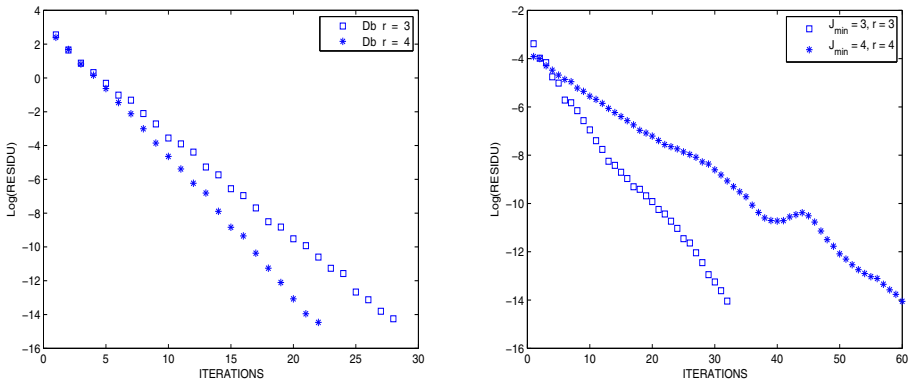 4
2
0
−2
−4
−6
−8
−10
−12
−14
−16
Log(RESIDU)
0 5 10 15 20 25 30
ITERATIONS
Db r = 3
Db r = 4
−2
−4
−6
−8
−10
−12
−14
−16
Log(RESIDU)
0 10 20 30 40 50 60
ITERATIONS
J_min = 3, r = 3
J_min = 4, r = 4